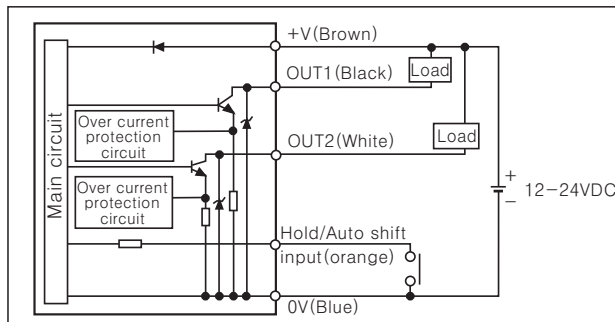 +V(Brown)
OUT1(Black)
Load
Over current
protection
circuit
OUT2(White)
Load
Main circuit
Over current
protection
circuit
+
−
12−24VDC
Hold/Auto shift
input(orange)
0V(Blue)